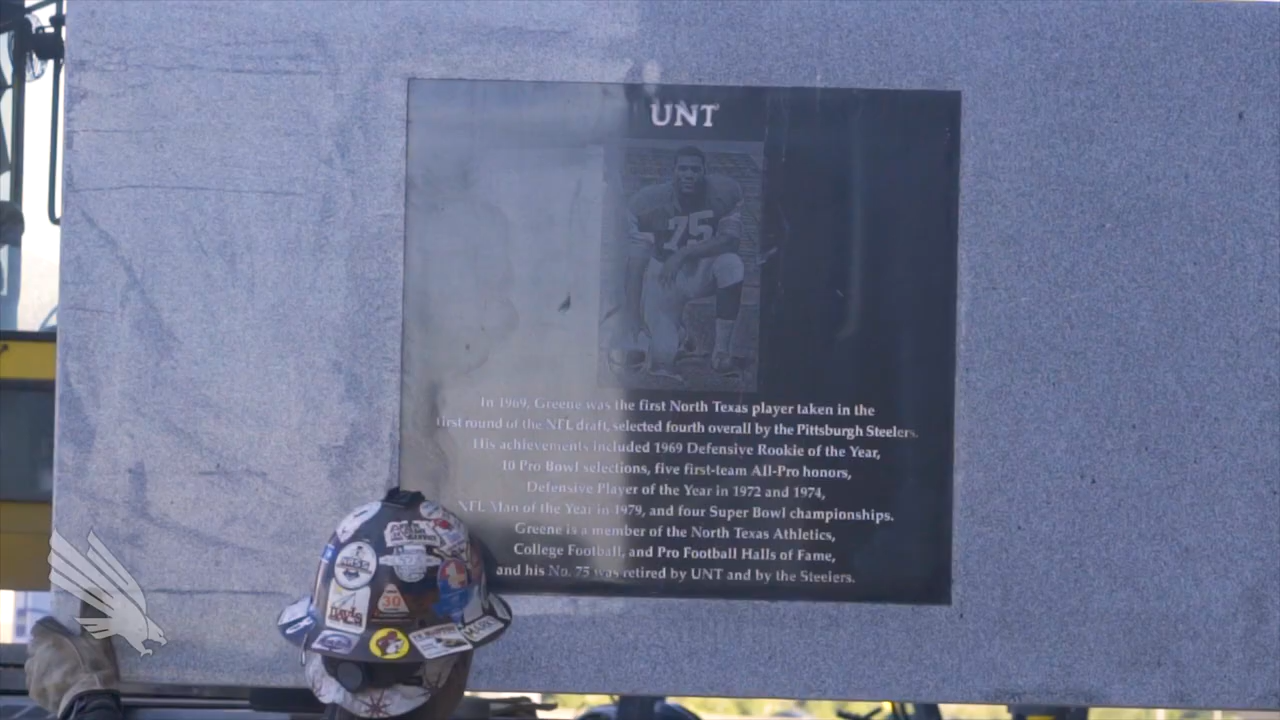 UNT
75
In 1969, Greene was the first North Texas player taken in the
first round of the NFL draft, selected fourth overall by the Pittsburgh Steelers.
His achievements included 1969 Defensive Rookie of the Year,
10 Pro Bowl selections, five first-team All-Pro honors,
Defensive Player of the Year in 1972 and 1974,
NFL Man of the Year in 1979, and four Super Bowl championships.
Greene is a member of the North Texas Athletics,
College Football, and Pro Football Halls of Fame,
and his No. 75 was retired by UNT and by the Steelers.
30